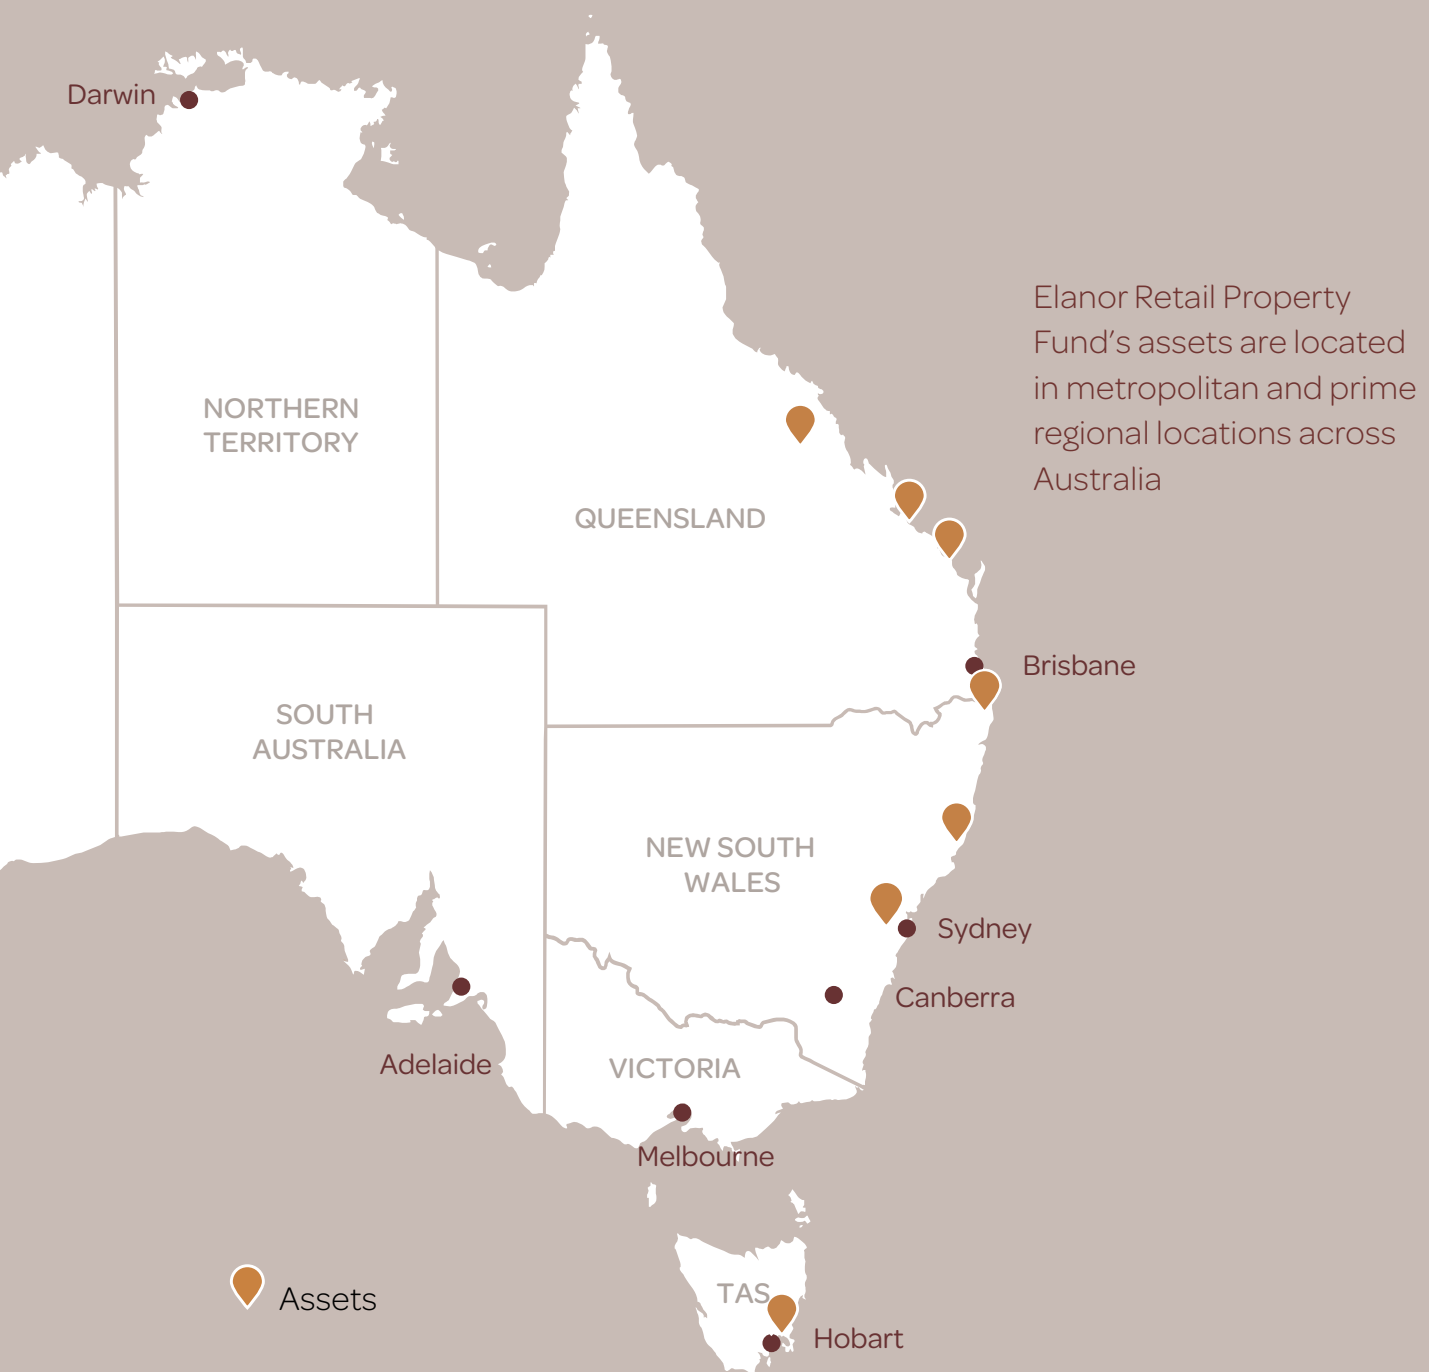 Darwin
Elanor Retail Property
Fund's assets are located
in metropolitan and prime
regional locations across
Australia
NORTHERN
TERRITORY
QUEENSLAND
Brisbane
SOUTH
AUSTRALIA
NEW SOUTH
WALES
Sydney
Canberra
Adelaide
VICTORIA
Melbourne
TAS
Assets
Hobart